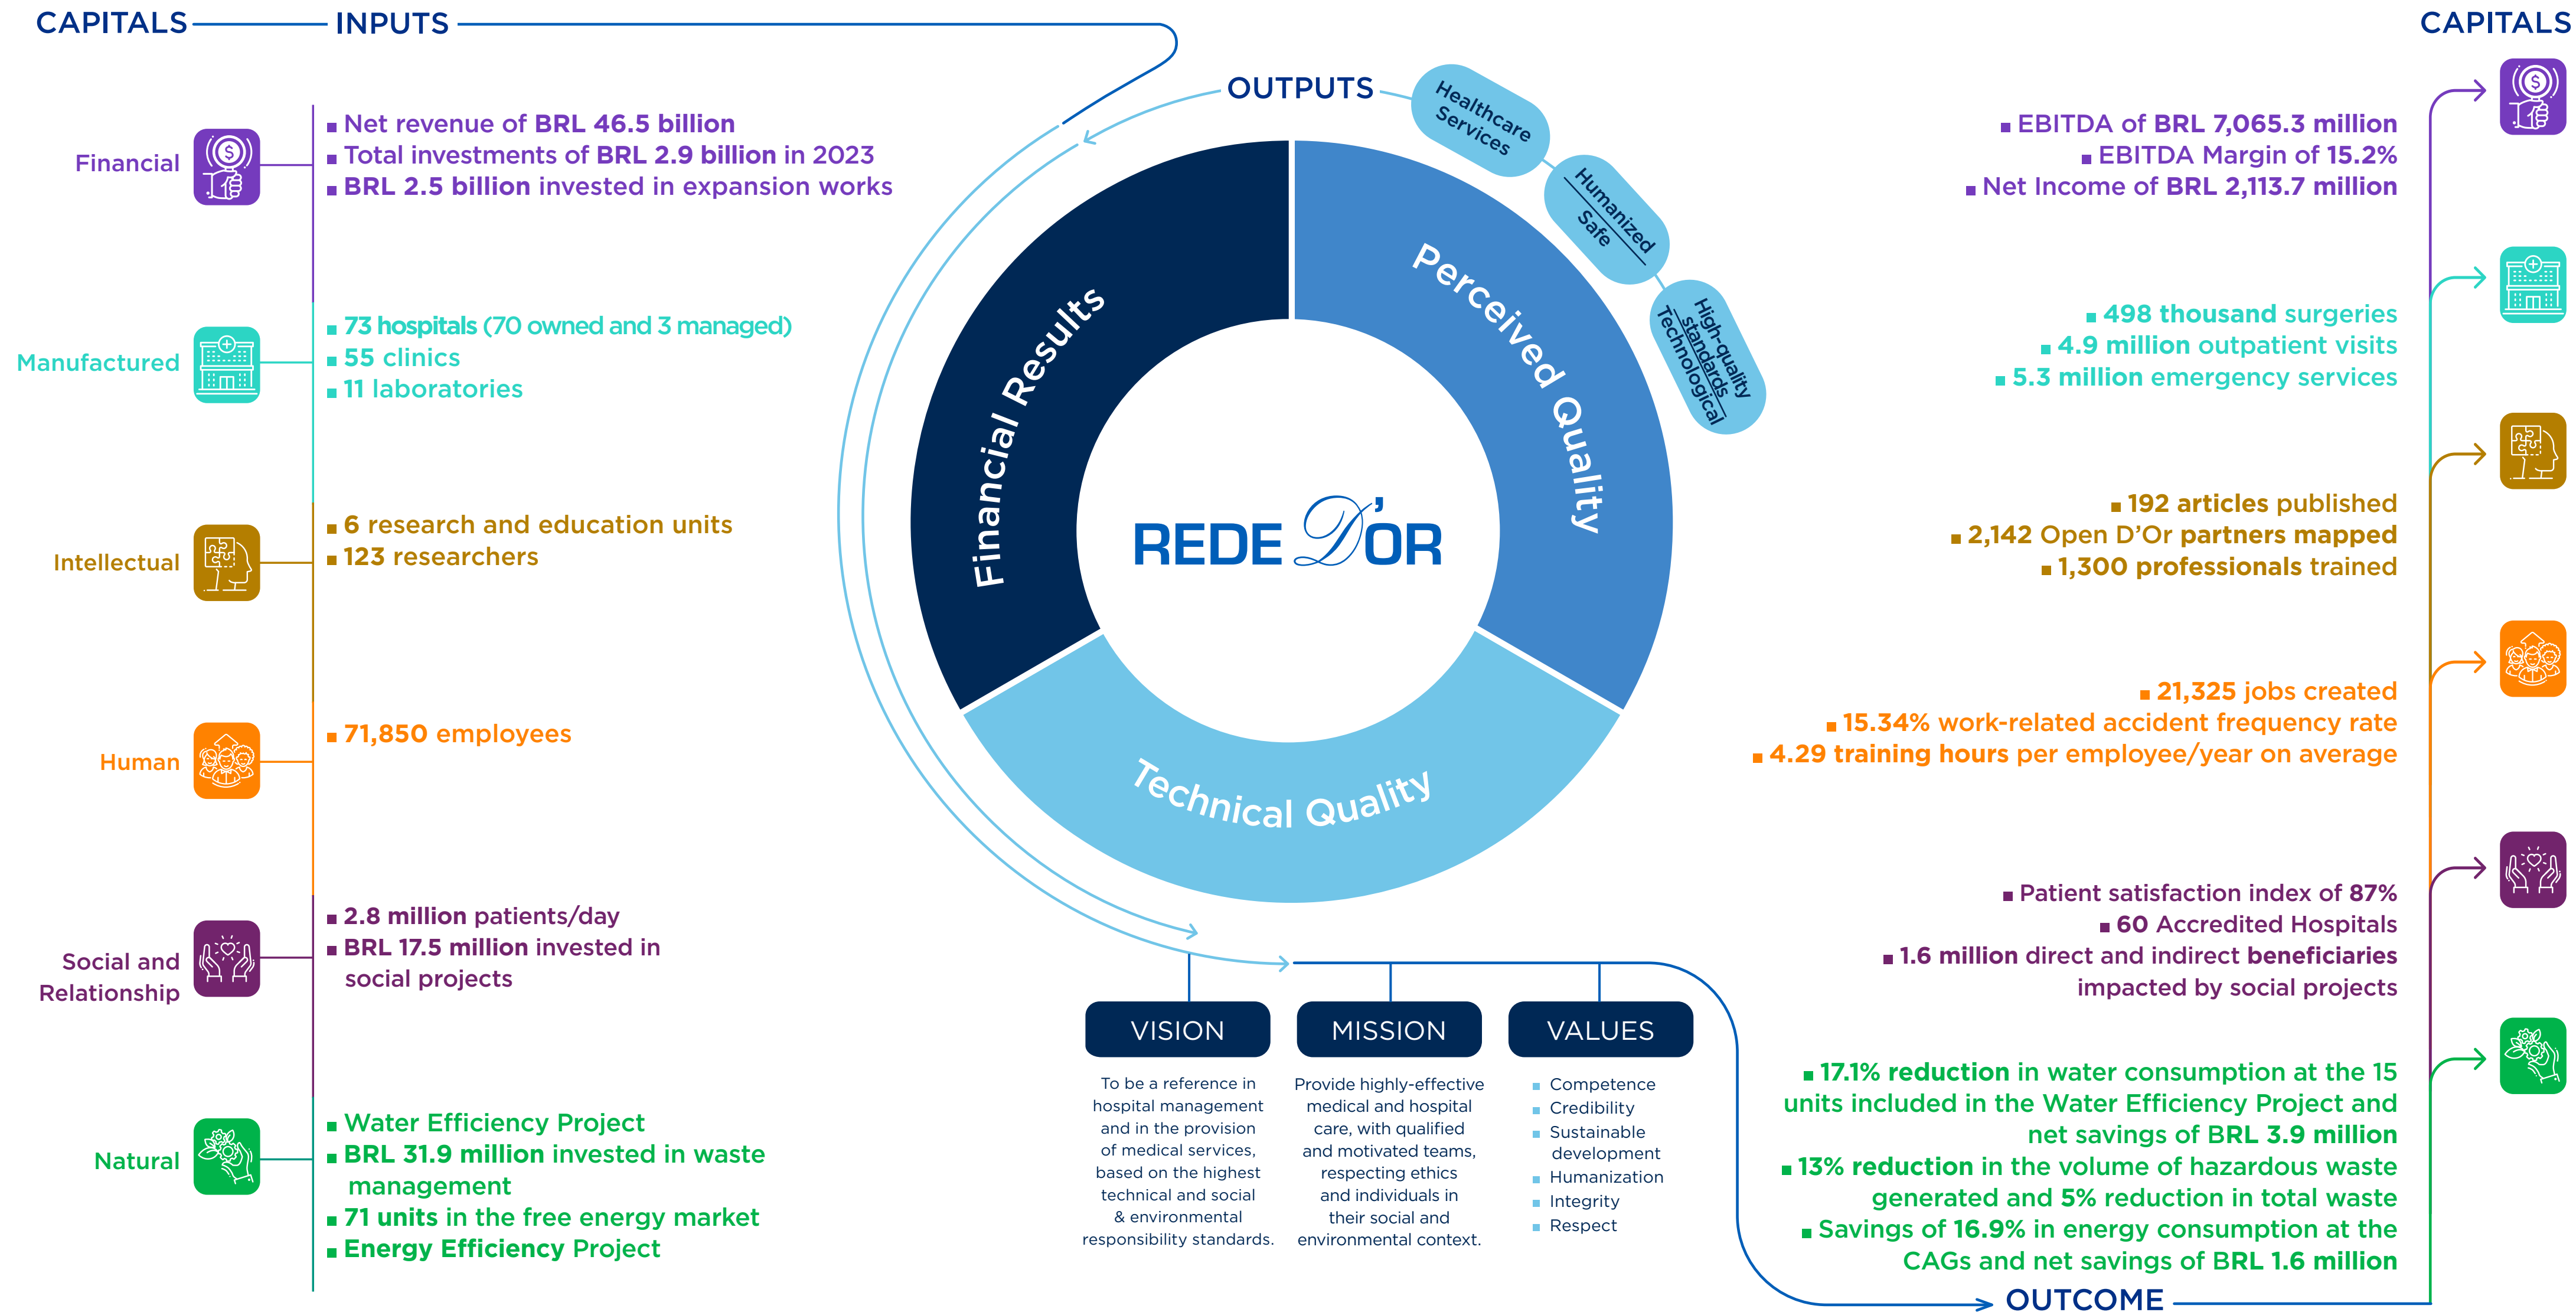 CAPITALS
INPUTS
Financial
▪ Net revenue of BRL 46.5 billion
▪ Total investments of BRL 2.9 billion in 2023
▪ BRL 2.5 billion invested in expansion works
Manufactured
▪ 73 hospitals (70 owned and 3 managed)
▪ 55 clinics
▪ 11 laboratories
Intellectual
▪ 6 research and education units
▪ 123 researchers
Human
▪ 71,850 employees
Social and
Relationship
▪ 2.8 million patients/day
▪ BRL 17.5 million invested in
social projects
Natural
▪ Water Efficiency Project
▪ BRL 31.9 million invested in waste
management
▪ 71 units in the free energy market
▪ Energy Efficiency Project
OUTPUTS
Healthcare
Services
Humanized
Safe
High-quality
standards
Technological
Financial Results
Perceived Quality
Technical Quality
REDE D'OR
VISION
To be a reference in
hospital management
and in the provision
of medical services,
based on the highest
technical and social
& environmental
responsibility standards.
MISSION
Provide highly-effective
medical and hospital
care, with qualified
and motivated teams,
respecting ethics
and individuals in
their social and
environmental context.
VALUES
▪ Competence
▪ Credibility
▪ Sustainable
development
▪ Humanization
▪ Integrity
▪ Respect
OUTCOME
CAPITALS
▪ EBITDA of BRL 7,065.3 million
▪ EBITDA Margin of 15.2%
▪ Net Income of BRL 2,113.7 million
▪ 498 thousand surgeries
▪ 4.9 million outpatient visits
▪ 5.3 million emergency services
▪ 192 articles published
▪ 2,142 Open D’Or partners mapped
▪ 1,300 professionals trained
▪ 21,325 jobs created
▪ 15.34% work-related accident frequency rate
▪ 4.29 training hours per employee/year on average
▪ Patient satisfaction index of 87%
▪ 60 Accredited Hospitals
▪ 1.6 million direct and indirect beneficiaries
impacted by social projects
▪ 17.1% reduction in water consumption at the 15
units included in the Water Efficiency Project and
net savings of BRL 3.9 million
▪ 13% reduction in the volume of hazardous waste
generated and 5% reduction in total waste
▪ Savings of 16.9% in energy consumption at the
CAGs and net savings of BRL 1.6 million